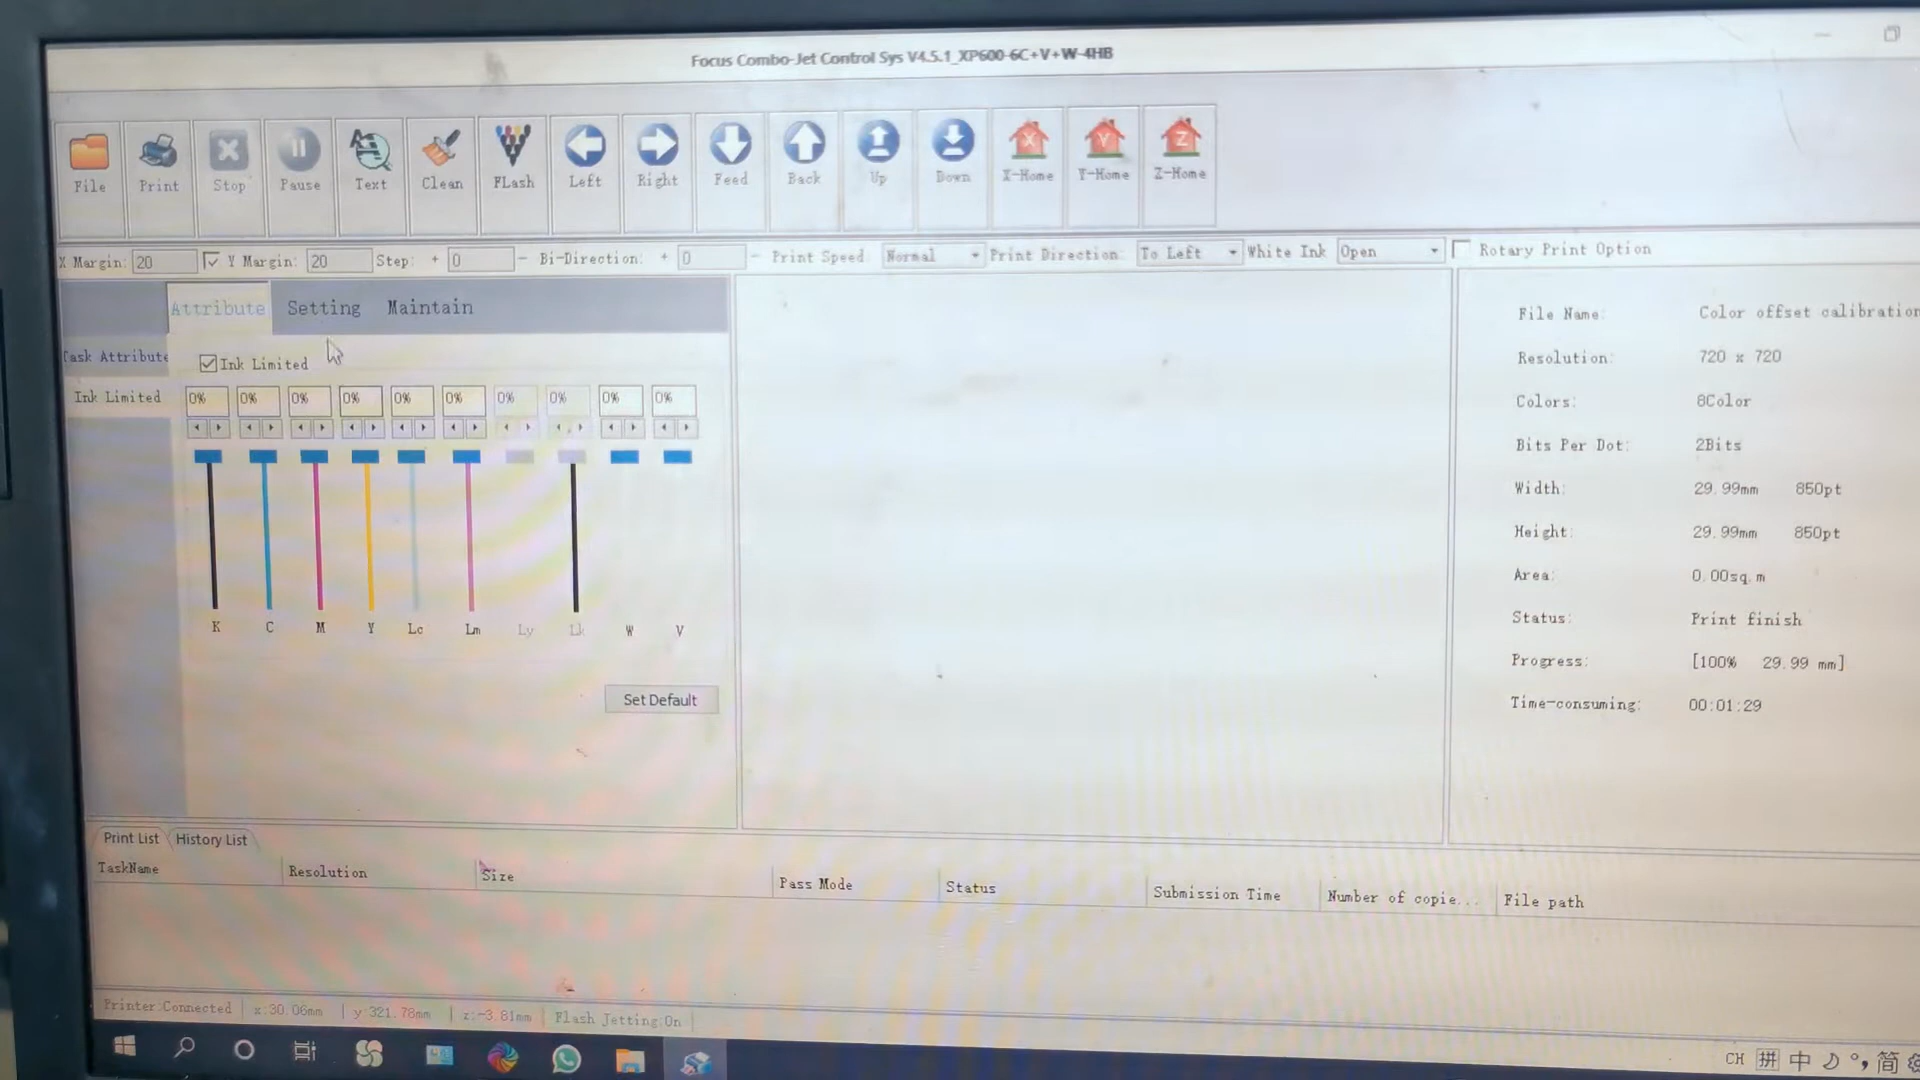 Focus Combo-Jet Control Sys V4.5.1_XP600-6C+V+W-4HB
File Print Stop Pause Text Clean FLash Left Right Feed Back Up Down X-Home Y-Home Z-Home
X Margin: 20 Y Margin: 20 Step: + 0 - Bi-Direction: + 0 - Print Speed Normal Print Direction: To Left White Ink Open Rotary Print Option
Attribute Setting Maintain
Task Attribute
Ink Limited
Ink Limited
0% 0% 0% 0% 0% 0% 0% 0% 0% 0%
K C M Y Lc Lm Ly Lk W V
Set Default
File Name: Color offset calibration
Resolution: 720 x 720
Colors: 8Color
Bits Per Dot: 2Bits
Width: 29.99mm 850pt
Height: 29.99mm 850pt
Area: 0.00sq.m
Status: Print finish
Progress: [100% 29.99 mm]
Time-consuming: 00:01:29
Print List History List
TaskName Resolution Size Pass Mode Status Submission Time Number of copie... File path
Printer:Connected x:30.06mm y:321.78mm z:-3.81mm Flash Jetting:On
CH 拼 中 简